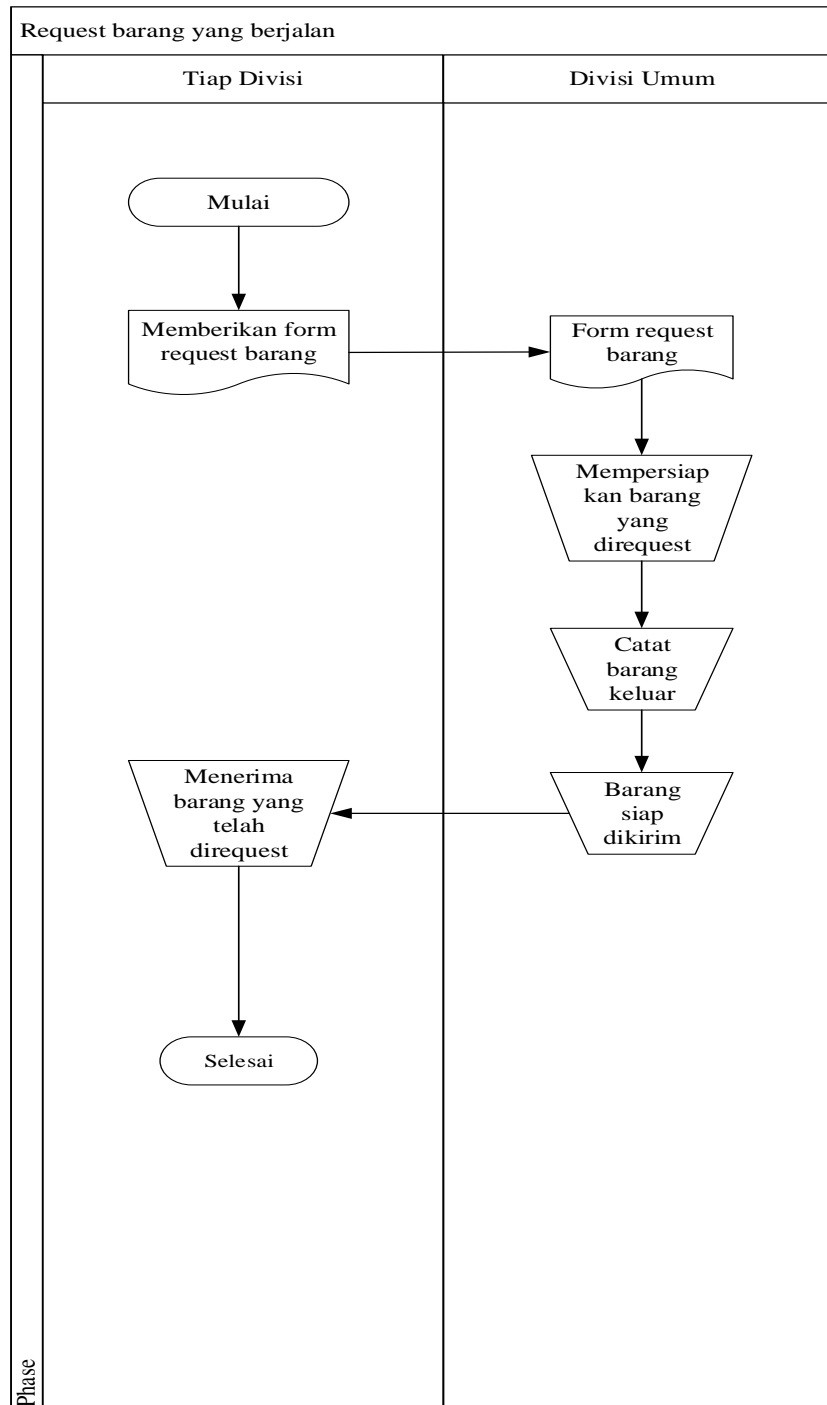 Request barang yang berjalan
Tiap Divisi
Divisi Umum
Mulai
Memberikan form
request barang
Form request
barang
Mempersiap
kan barang
yang
direquest
Catat
barang
keluar
Barang
siap
dikirim
Menerima
barang yang
telah
direquest
Selesai
Phase